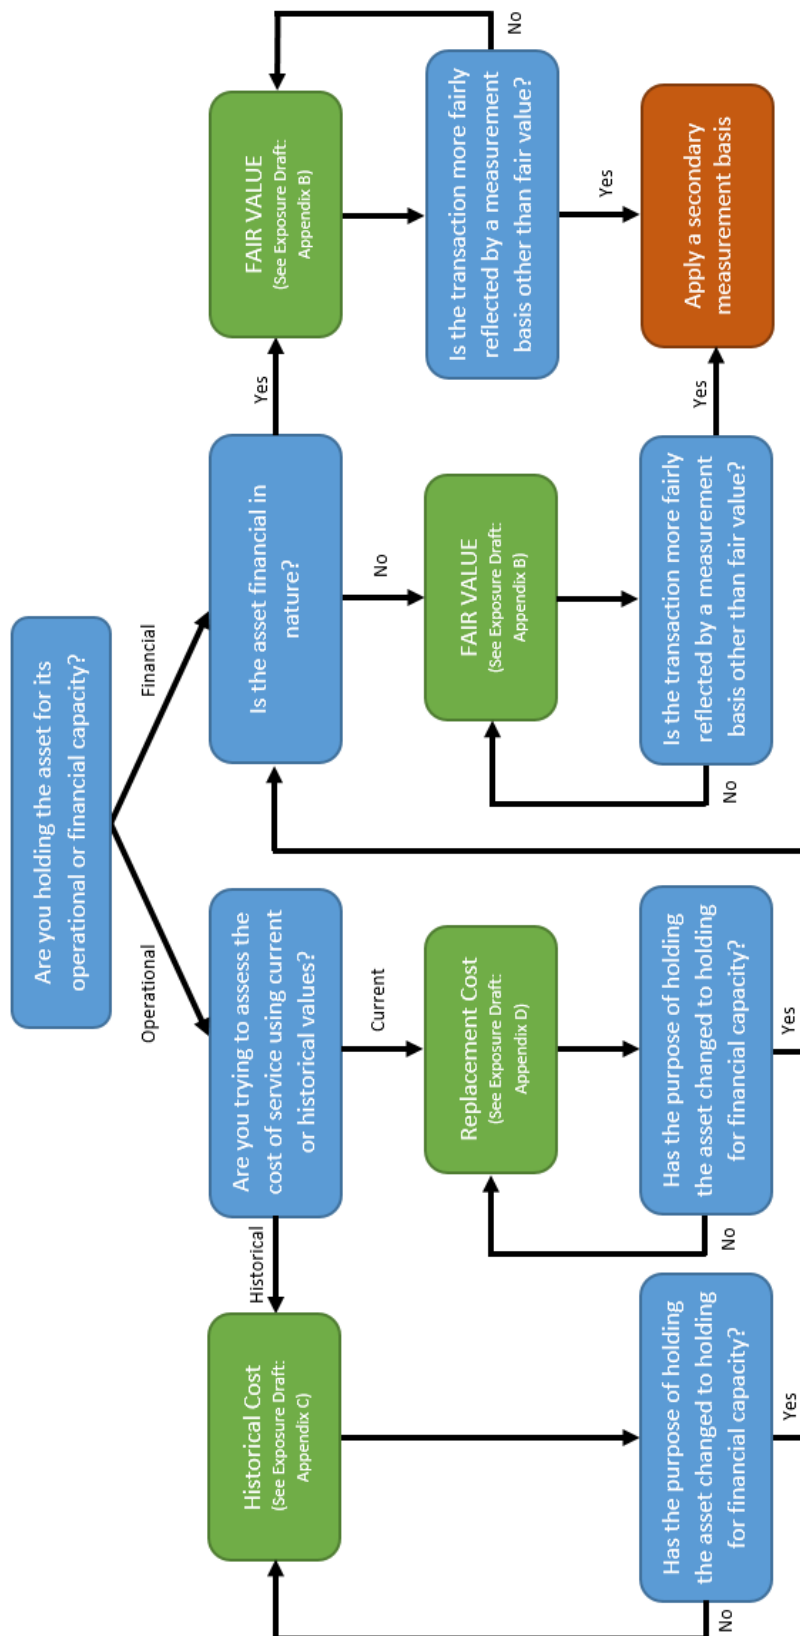 Are you holding the asset for its
operational or financial capacity?
Operational
Financial
Are you trying to assess the
cost of service using current
or historical values?
Historical
Current
Historical Cost
(See Exposure Draft:
Appendix C)
Replacement Cost
(See Exposure Draft:
Appendix D)
Has the purpose of holding
the asset changed to holding
for financial capacity?
No
Yes
Has the purpose of holding
the asset changed to holding
for financial capacity?
No
Yes
Is the asset financial in
nature?
Yes
No
FAIR VALUE
(See Exposure Draft:
Appendix B)
Is the transaction more fairly
reflected by a measurement
basis other than fair value?
No
Yes
FAIR VALUE
(See Exposure Draft:
Appendix B)
Is the transaction more fairly
reflected by a measurement
basis other than fair value?
No
Yes
Apply a secondary
measurement basis